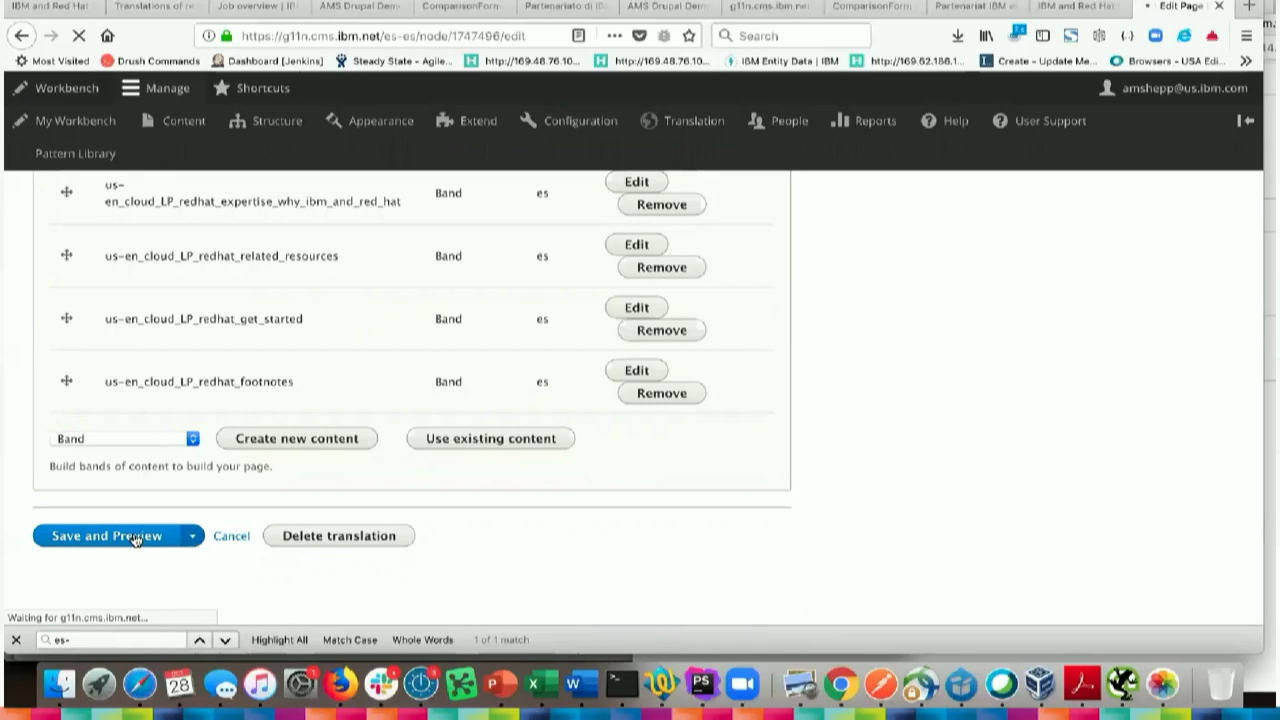 IBM and Red Hat
Translations of re
Job overview | IB
AMS Drupal Dem
ComparisonForm
Partenariato di IB
AMS Drupal Dem
g11n.cms.ibm.ne
ComparisonForm
Partenariat IBM e
IBM and Red Hat
Edit Page
https://g11n.cms.ibm.net/es-es/node/1747496/edit
Search
Most Visited
Drush Commands
Dashboard [Jenkins]
Steady State - Agile...
http://169.48.76.10...
http://169.48.76.10...
IBM Entity Data | IBM
http://169.62.186.1...
Create - Update Me...
Browsers - USA Edi...
Workbench
Manage
Shortcuts
amshepp@us.ibm.com
My Workbench
Content
Structure
Appearance
Extend
Configuration
Translation
People
Reports
Help
User Support
Pattern Library
us-
en_cloud_LP_redhat_expertise_why_ibm_and_red_hat
Band
es
Edit
Remove
us-en_cloud_LP_redhat_related_resources
Band
es
Edit
Remove
us-en_cloud_LP_redhat_get_started
Band
es
Edit
Remove
us-en_cloud_LP_redhat_footnotes
Band
es
Edit
Remove
Band
Create new content
Use existing content
Build bands of content to build your page.
Save and Preview
Cancel
Delete translation
Waiting for g11n.cms.ibm.net...
es-
Highlight All
Match Case
Whole Words
1 of 1 match
28
P
W
PS